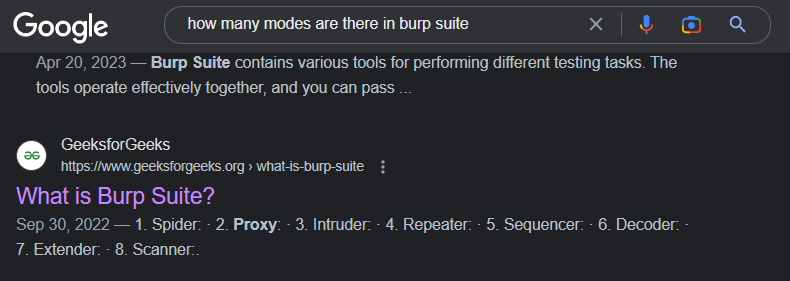 Google
how many modes are there in burp suite
Apr 20, 2023 — Burp Suite contains various tools for performing different testing tasks. The
tools operate effectively together, and you can pass ...
GeeksforGeeks
https://www.geeksforgeeks.org › what-is-burp-suite
What is Burp Suite?
Sep 30, 2022 — 1. Spider: · 2. Proxy: · 3. Intruder: · 4. Repeater: · 5. Sequencer: · 6. Decoder: ·
7. Extender: · 8. Scanner:.